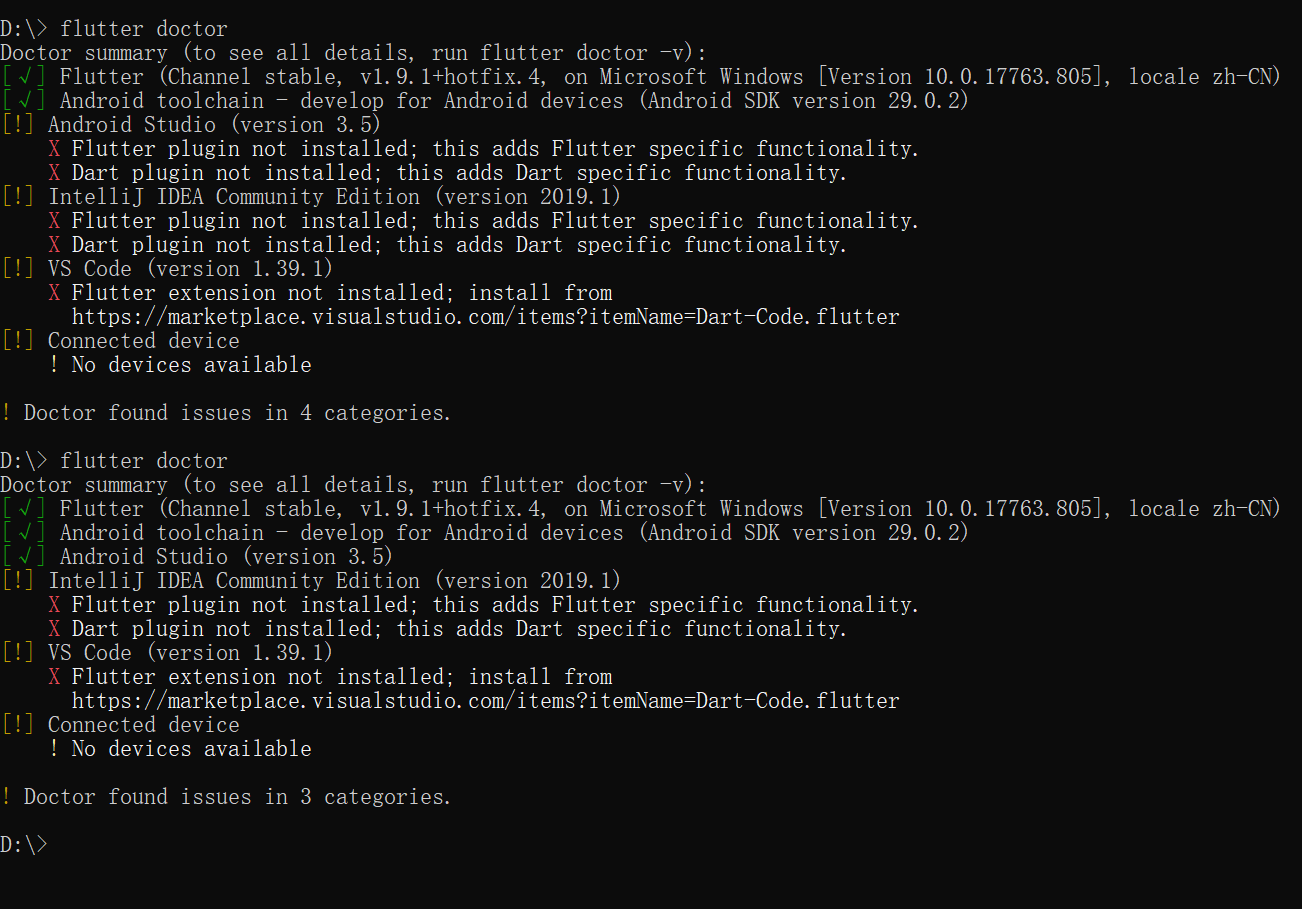 D:\> flutter doctor
Doctor summary (to see all details, run flutter doctor -v):
[√] Flutter (Channel stable, v1.9.1+hotfix.4, on Microsoft Windows [Version 10.0.17763.805], locale zh-CN)
[√] Android toolchain - develop for Android devices (Android SDK version 29.0.2)
[!] Android Studio (version 3.5)
    X Flutter plugin not installed; this adds Flutter specific functionality.
    X Dart plugin not installed; this adds Dart specific functionality.
[!] IntelliJ IDEA Community Edition (version 2019.1)
    X Flutter plugin not installed; this adds Flutter specific functionality.
    X Dart plugin not installed; this adds Dart specific functionality.
[!] VS Code (version 1.39.1)
    X Flutter extension not installed; install from
      https://marketplace.visualstudio.com/items?itemName=Dart-Code.flutter
[!] Connected device
    ! No devices available
! Doctor found issues in 4 categories.
D:\> flutter doctor
Doctor summary (to see all details, run flutter doctor -v):
[√] Flutter (Channel stable, v1.9.1+hotfix.4, on Microsoft Windows [Version 10.0.17763.805], locale zh-CN)
[√] Android toolchain - develop for Android devices (Android SDK version 29.0.2)
[√] Android Studio (version 3.5)
[!] IntelliJ IDEA Community Edition (version 2019.1)
    X Flutter plugin not installed; this adds Flutter specific functionality.
    X Dart plugin not installed; this adds Dart specific functionality.
[!] VS Code (version 1.39.1)
    X Flutter extension not installed; install from
      https://marketplace.visualstudio.com/items?itemName=Dart-Code.flutter
[!] Connected device
    ! No devices available
! Doctor found issues in 3 categories.
D:\>